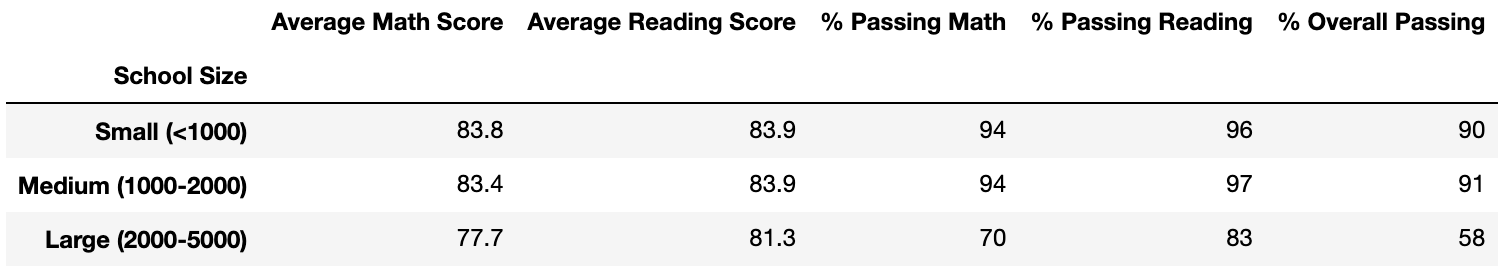 Average Math Score Average Reading Score % Passing Math % Passing Reading % Overall Passing
School Size
Small (<1000) 83.8 83.9 94 96 90
Medium (1000-2000) 83.4 83.9 94 97 91
Large (2000-5000) 77.7 81.3 70 83 58